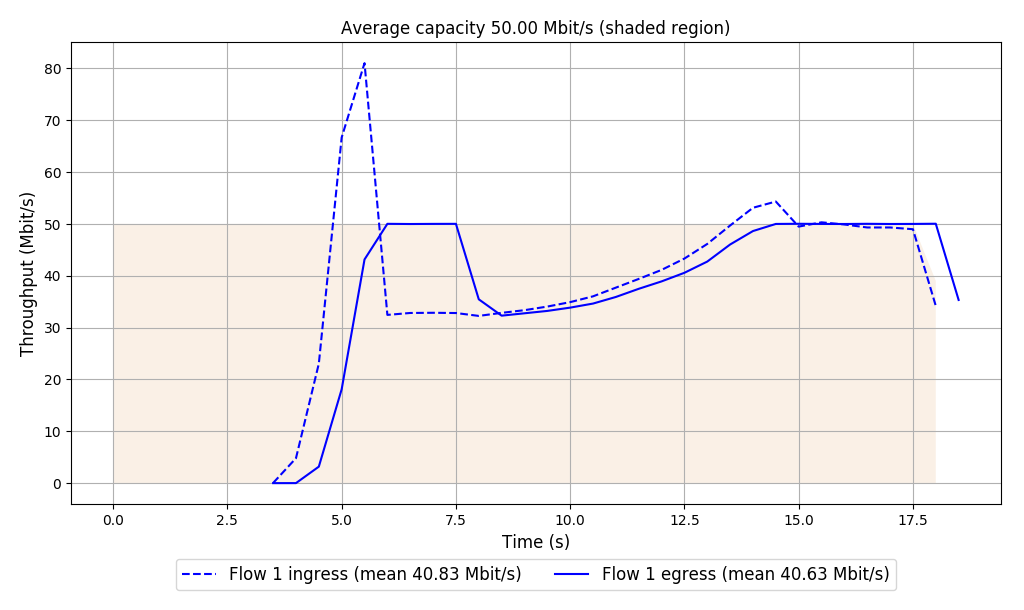 Average capacity 50.00 Mbit/s (shaded region)
80
70
60
50
40
30
20
10
0
Throughput (Mbit/s)
0.0 2.5 5.0 7.5 10.0 12.5 15.0 17.5
Time (s)
Flow 1 ingress (mean 40.83 Mbit/s) Flow 1 egress (mean 40.63 Mbit/s)